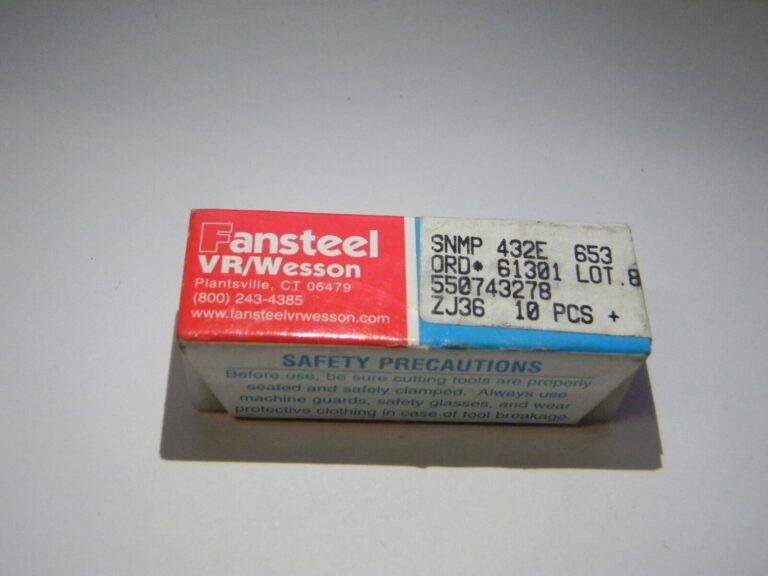 Fansteel
VR/Wesson
Plantsville, CT 06479
(800) 243-4385
www.fansteelvrwesson.com
SNMP 432E 653
ORD* 61301 LOT.8
550743278
ZJ36 10 PCS +
SAFETY PRECAUTIONS
Before use, be sure cutting tools are properly
seated and safely clamped. Always use
machine guards, safety glasses, and wear
protective clothing in case of tool breakage.